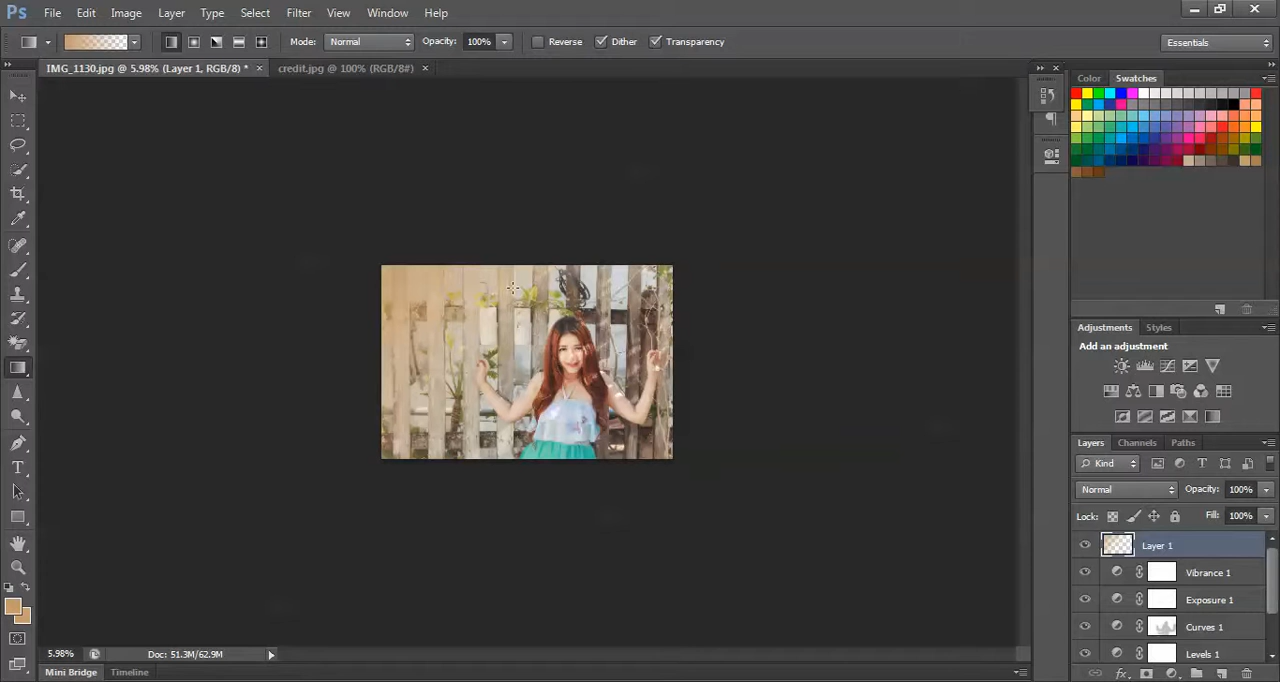 Ps File Edit Image Layer Type Select Filter View Window Help
Mode: Normal Opacity: 100% Reverse Dither Transparency Essentials
IMG_1130.jpg @ 5.98% (Layer 1, RGB/8) * × credit.jpg @ 100% (RGB/8#) ×
Color Swatches
Adjustments Styles
Add an adjustment
Layers Channels Paths
Kind
Normal Opacity: 100%
Lock: Fill: 100%
Layer 1
Vibrance 1
Exposure 1
Curves 1
Levels 1
5.98% Doc: 51.3M/62.9M
Mini Bridge Timeline